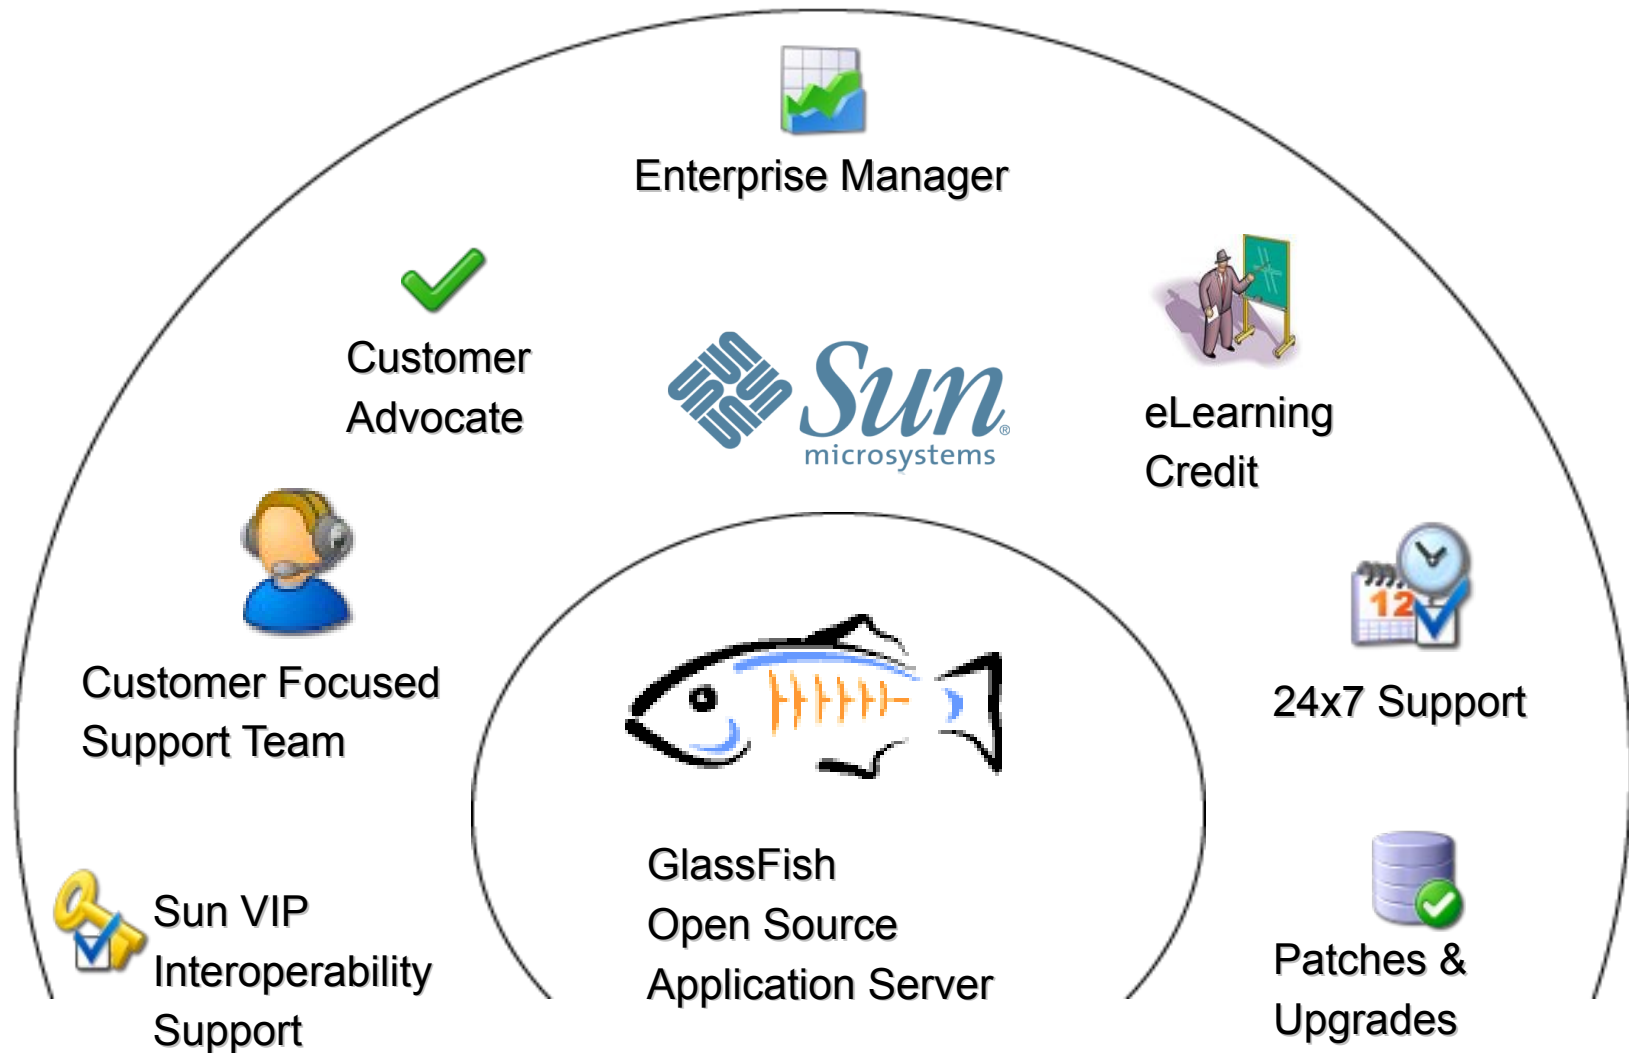 Enterprise Manager
Customer
Advocate
Sun
microsystems
®
eLearning
Credit
Customer Focused
Support Team
12
24x7 Support
GlassFish
Open Source
Application Server
Sun VIP
Interoperability
Support
Patches &
Upgrades